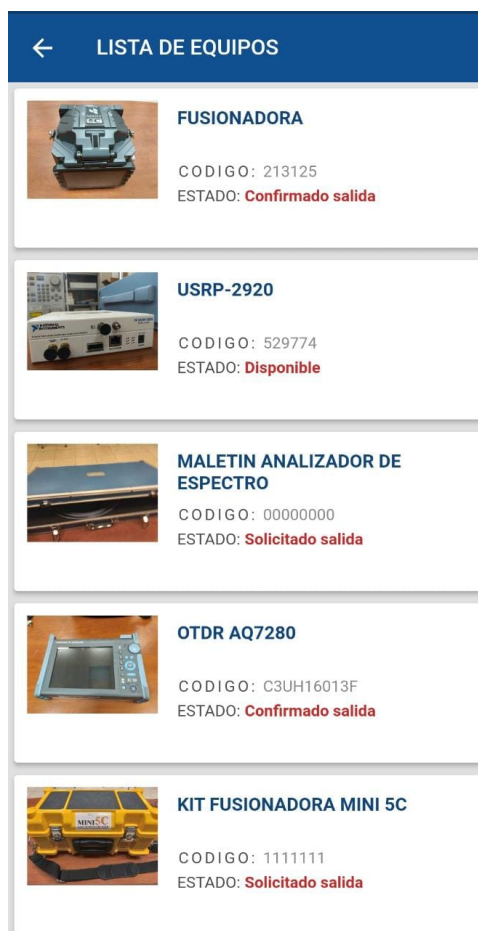 LISTA DE EQUIPOS
FUSIONADORA
CODIGO: 213125
ESTADO: Confirmado salida
USRP-2920
CODIGO: 529774
ESTADO: Disponible
MALETIN ANALIZADOR DE
ESPECTRO
CODIGO: 00000000
ESTADO: Solicitado salida
OTDR AQ7280
CODIGO: C3UH16013F
ESTADO: Confirmado salida
MINI5C
KIT FUSIONADORA MINI 5C
CODIGO: 1111111
ESTADO: Solicitado salida